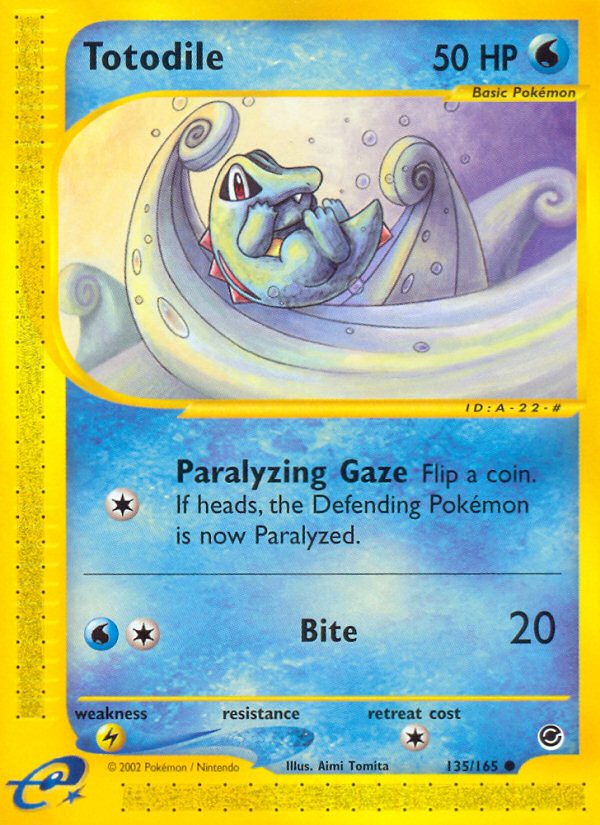 Totodile
50 HP
Basic Pokémon
ID:A-22-#
Paralyzing Gaze Flip a coin.
If heads, the Defending Pokémon
is now Paralyzed.
Bite 20
weakness resistance retreat cost
© 2002 Pokémon / Nintendo Illus. Aimi Tomita 135/165
e